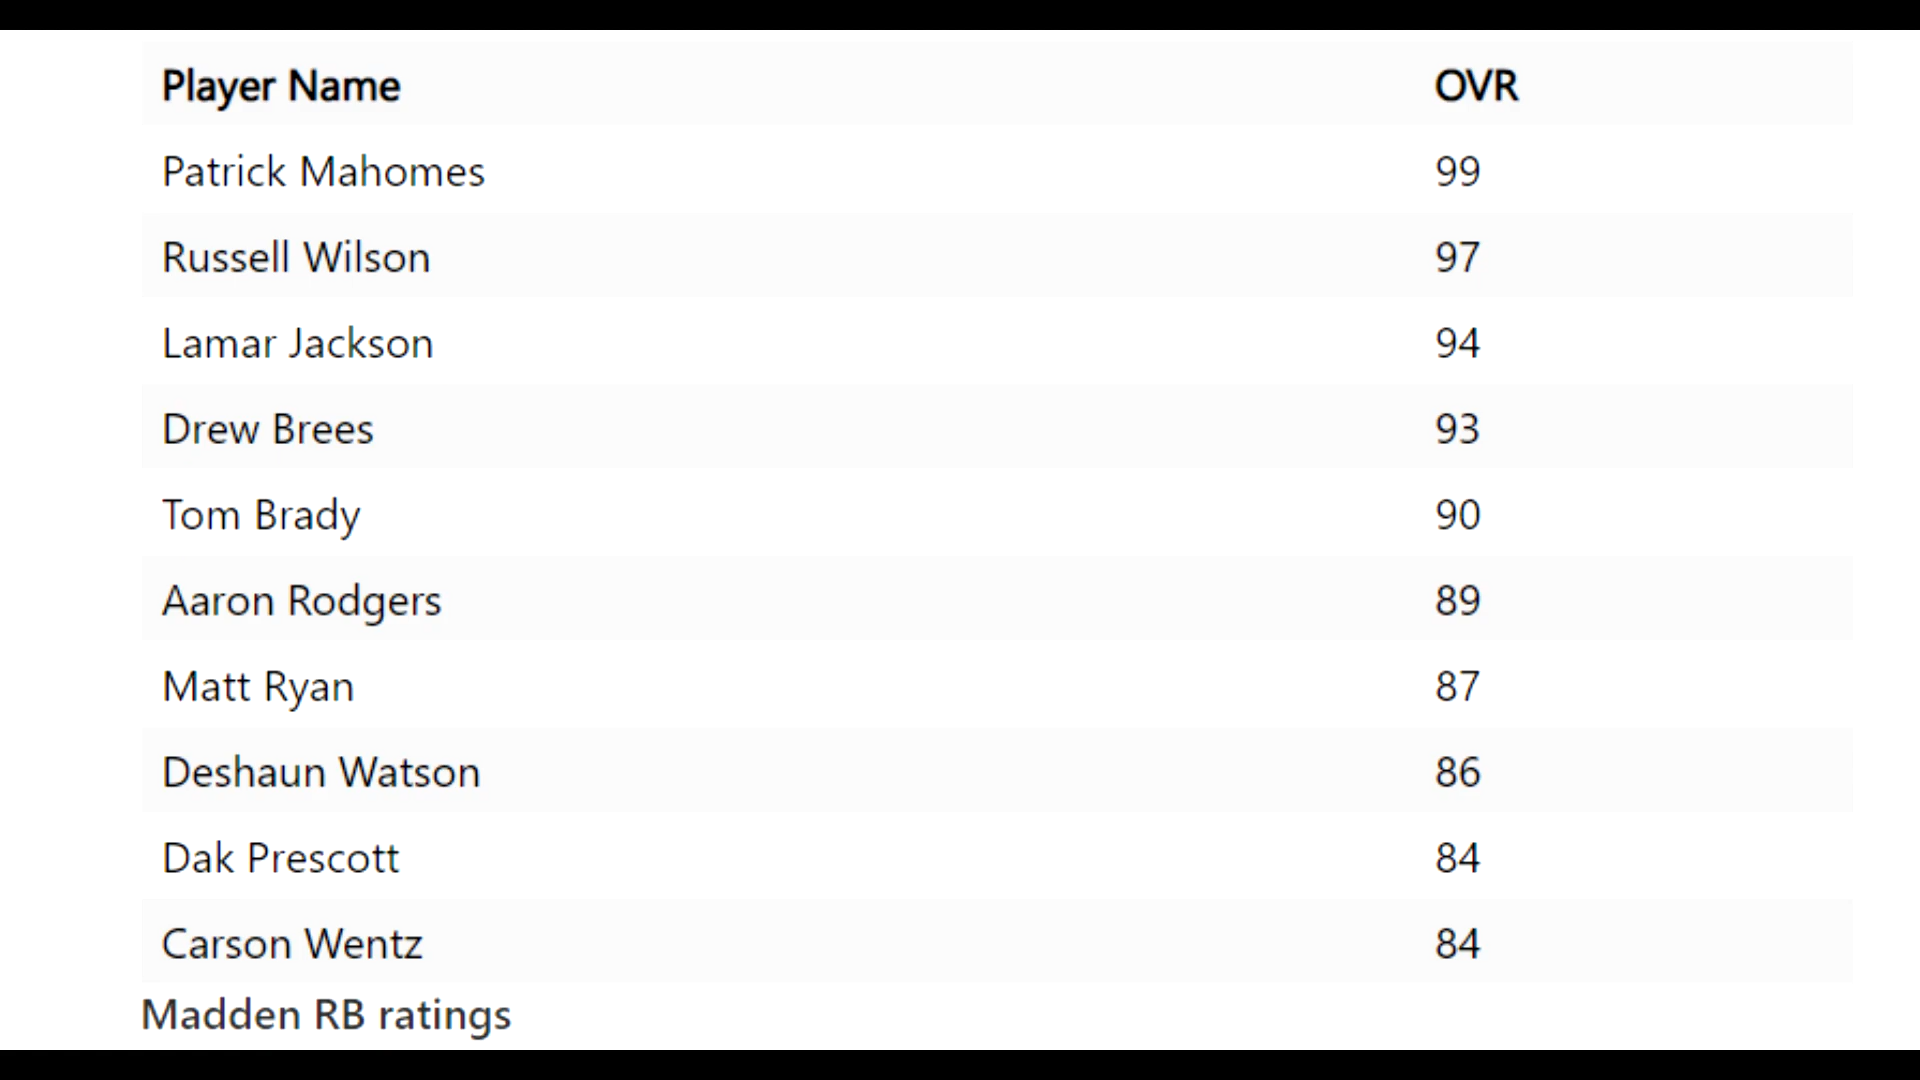 Player Name OVR
Patrick Mahomes 99
Russell Wilson 97
Lamar Jackson 94
Drew Brees 93
Tom Brady 90
Aaron Rodgers 89
Matt Ryan 87
Deshaun Watson 86
Dak Prescott 84
Carson Wentz 84
Madden RB ratings